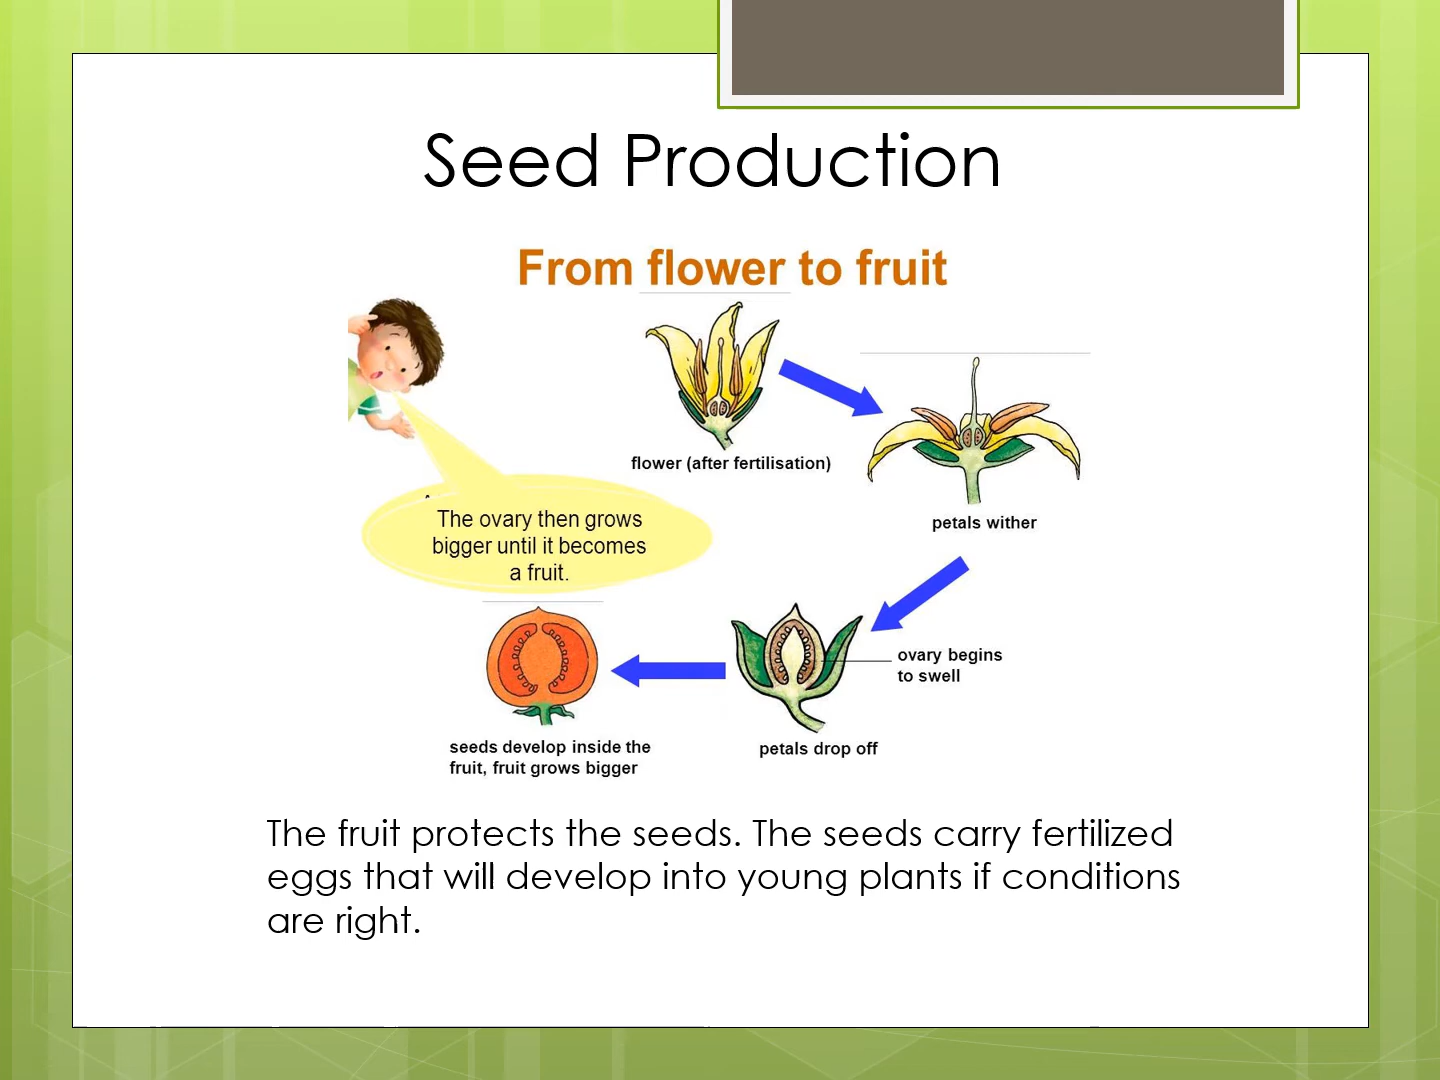 Seed Production
From flower to fruit
flower (after fertilisation)
petals wither
The ovary then grows
bigger until it becomes
a fruit.
ovary begins
to swell
petals drop off
seeds develop inside the
fruit, fruit grows bigger
The fruit protects the seeds. The seeds carry fertilized
eggs that will develop into young plants if conditions
are right.